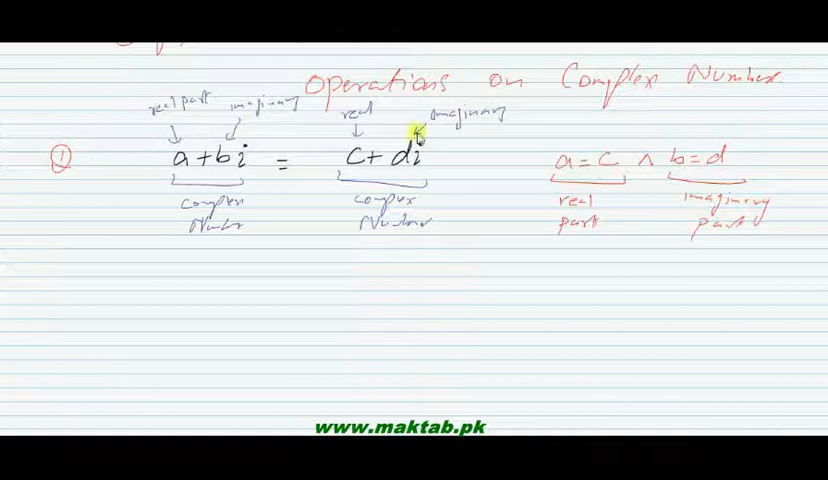 Operations on Complex Number
real part imaginary real imaginary
① a+bi = c+di a=c ∧ b=d
complex complex real imaginary
Number Number part part
www.maktab.pk